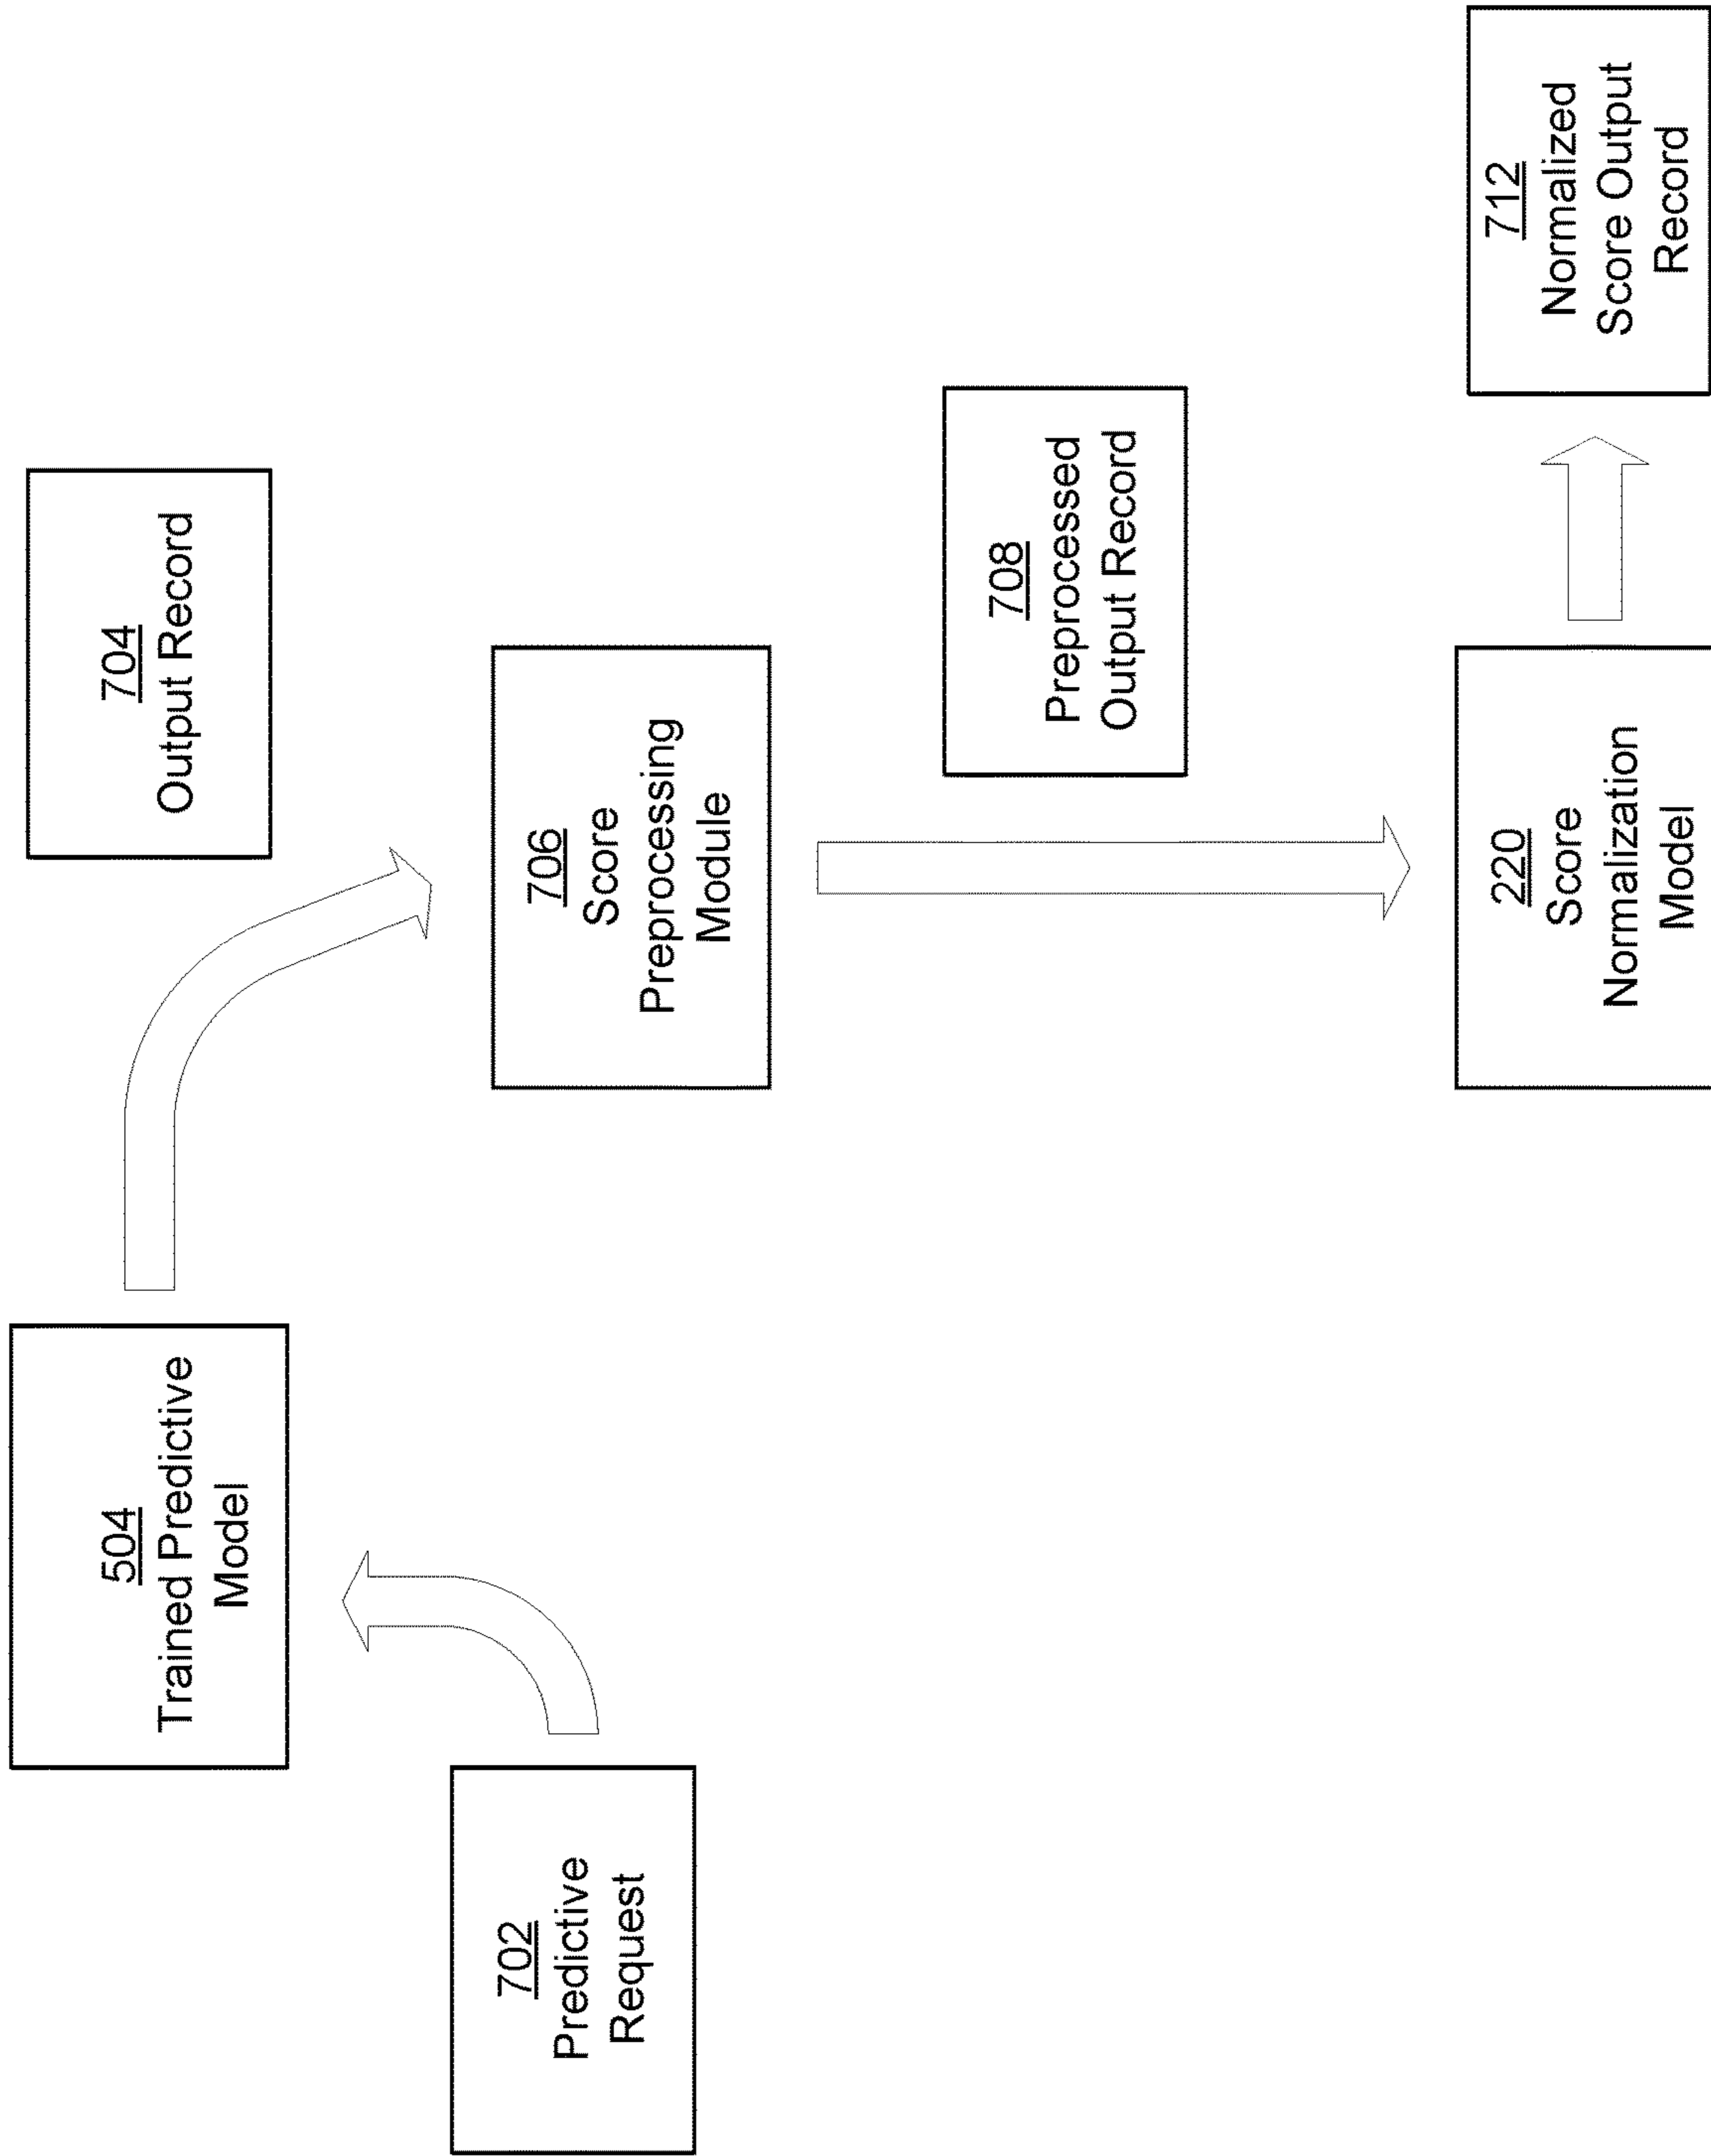 702
Predictive
Request
504
Trained Predictive
Model
704
Output Record
706
Score
Preprocessing
Module
708
Preprocessed
Output Record
220
Score
Normalization
Model
712
Normalized
Score Output
Record